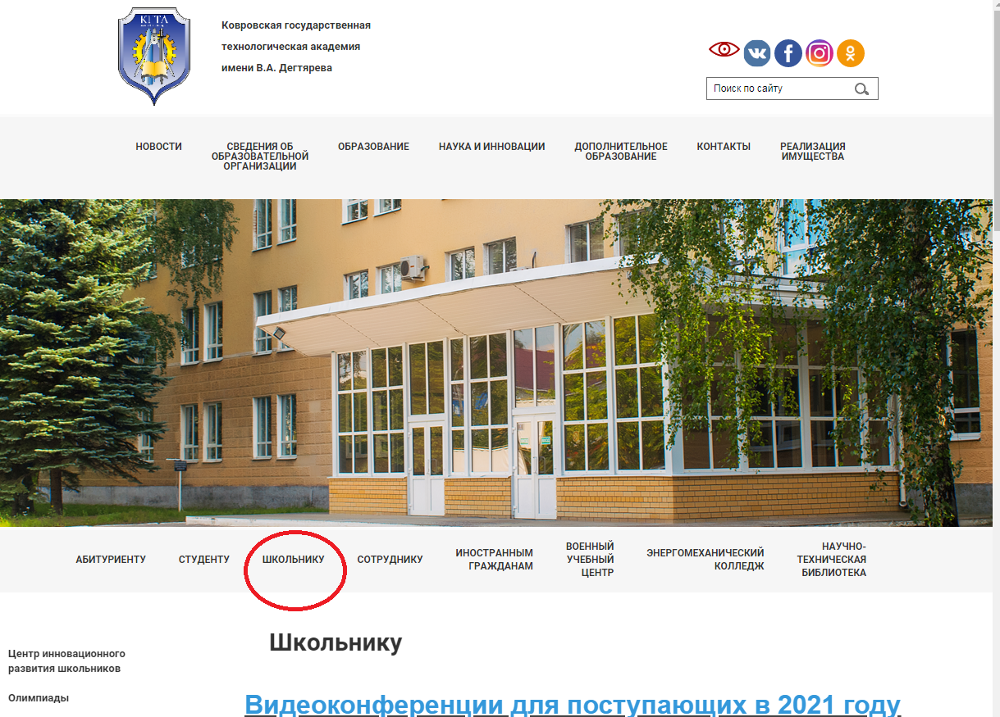 КГТА
Ковровская государственная
технологическая академия
имени В.А. Дегтярева
Поиск по сайту
НОВОСТИ
СВЕДЕНИЯ ОБ
ОБРАЗОВАТЕЛЬНОЙ
ОРГАНИЗАЦИИ
ОБРАЗОВАНИЕ
НАУКА И ИННОВАЦИИ
ДОПОЛНИТЕЛЬНОЕ
ОБРАЗОВАНИЕ
КОНТАКТЫ
РЕАЛИЗАЦИЯ
ИМУЩЕСТВА
АБИТУРИЕНТУ
СТУДЕНТУ
ШКОЛЬНИКУ
СОТРУДНИКУ
ИНОСТРАННЫМ
ГРАЖДАНАМ
ВОЕННЫЙ
УЧЕБНЫЙ
ЦЕНТР
ЭНЕРГОМЕХАНИЧЕСКИЙ
КОЛЛЕДЖ
НАУЧНО-
ТЕХНИЧЕСКАЯ
БИБЛИОТЕКА
Центр инновационного
развития школьников
Олимпиады
Школьнику
Видеоконференции для поступающих в 2021 году